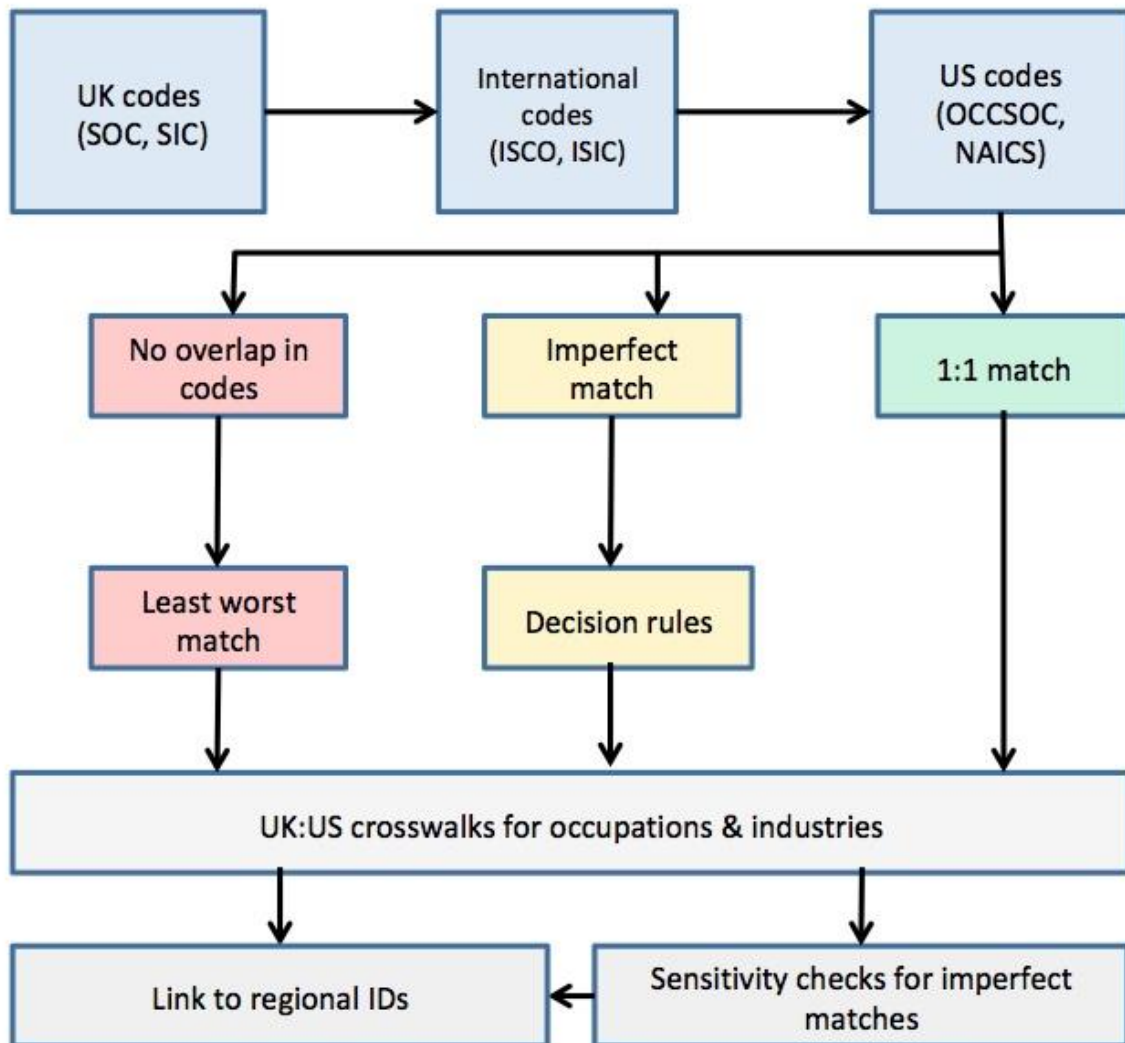 UK codes
(SOC, SIC)
International
codes
(ISCO, ISIC)
US codes
(OCCSOC,
NAICS)
No overlap in
codes
Imperfect
match
1:1 match
Least worst
match
Decision rules
UK:US crosswalks for occupations & industries
Link to regional IDs
Sensitivity checks for imperfect
matches